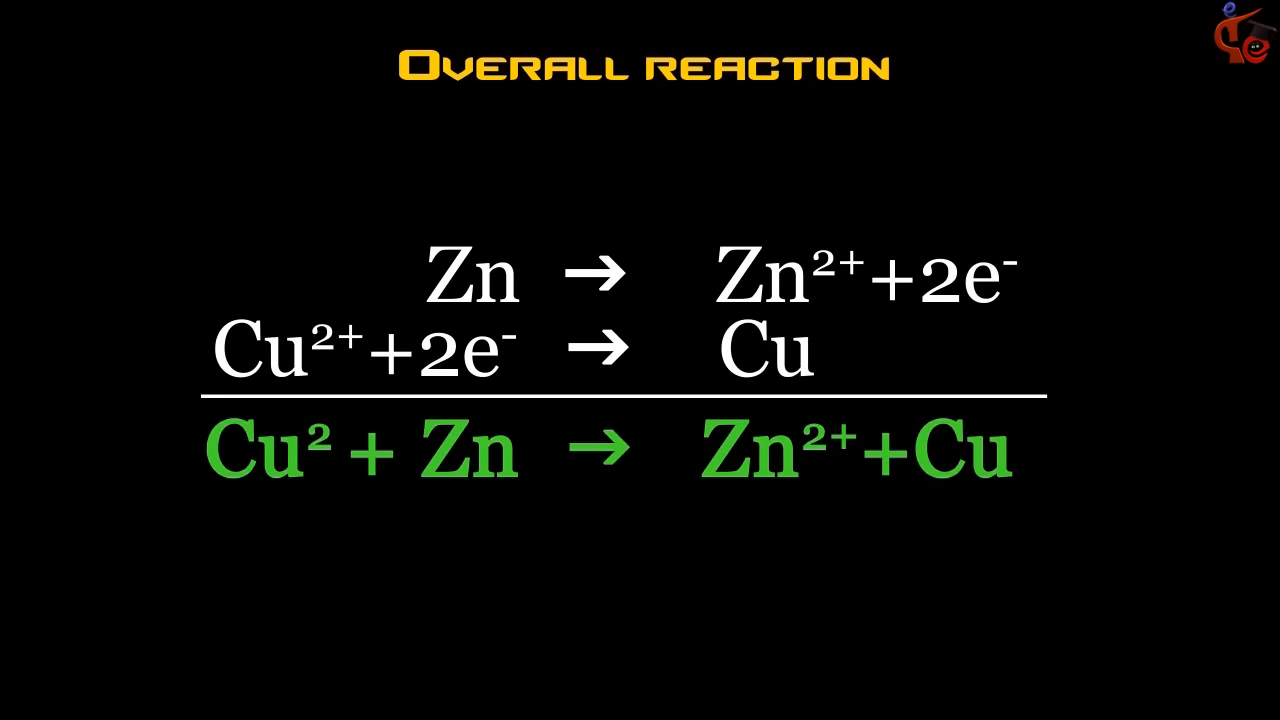 OVERALL REACTION
Zn → Zn²⁺+2e⁻
Cu²⁺+2e⁻ → Cu
Cu² + Zn → Zn²⁺+Cu